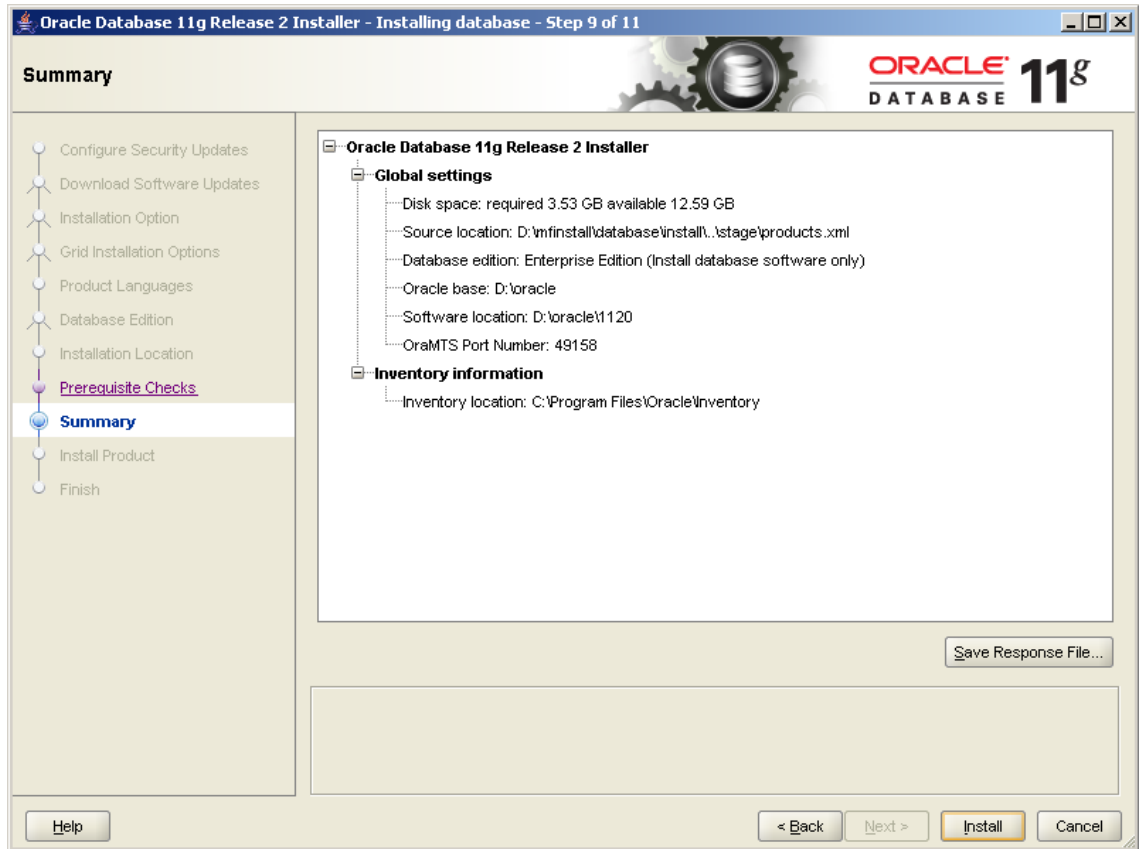 Oracle Database 11g Release 2 Installer - Installing database - Step 9 of 11
Summary
ORACLE
DATABASE
11g
Configure Security Updates
Download Software Updates
Installation Option
Grid Installation Options
Product Languages
Database Edition
Installation Location
Prerequisite Checks
Summary
Install Product
Finish
Oracle Database 11g Release 2 Installer
Global settings
Disk space: required 3.53 GB available 12.59 GB
Source location: D:\mfinstall\database\install\..\stage\products.xml
Database edition: Enterprise Edition (Install database software only)
Oracle base: D:\oracle
Software location: D:\oracle\1120
OraMTS Port Number: 49158
Inventory information
Inventory location: C:\Program Files\Oracle\Inventory
Save Response File...
Help
< Back
Next >
Install
Cancel